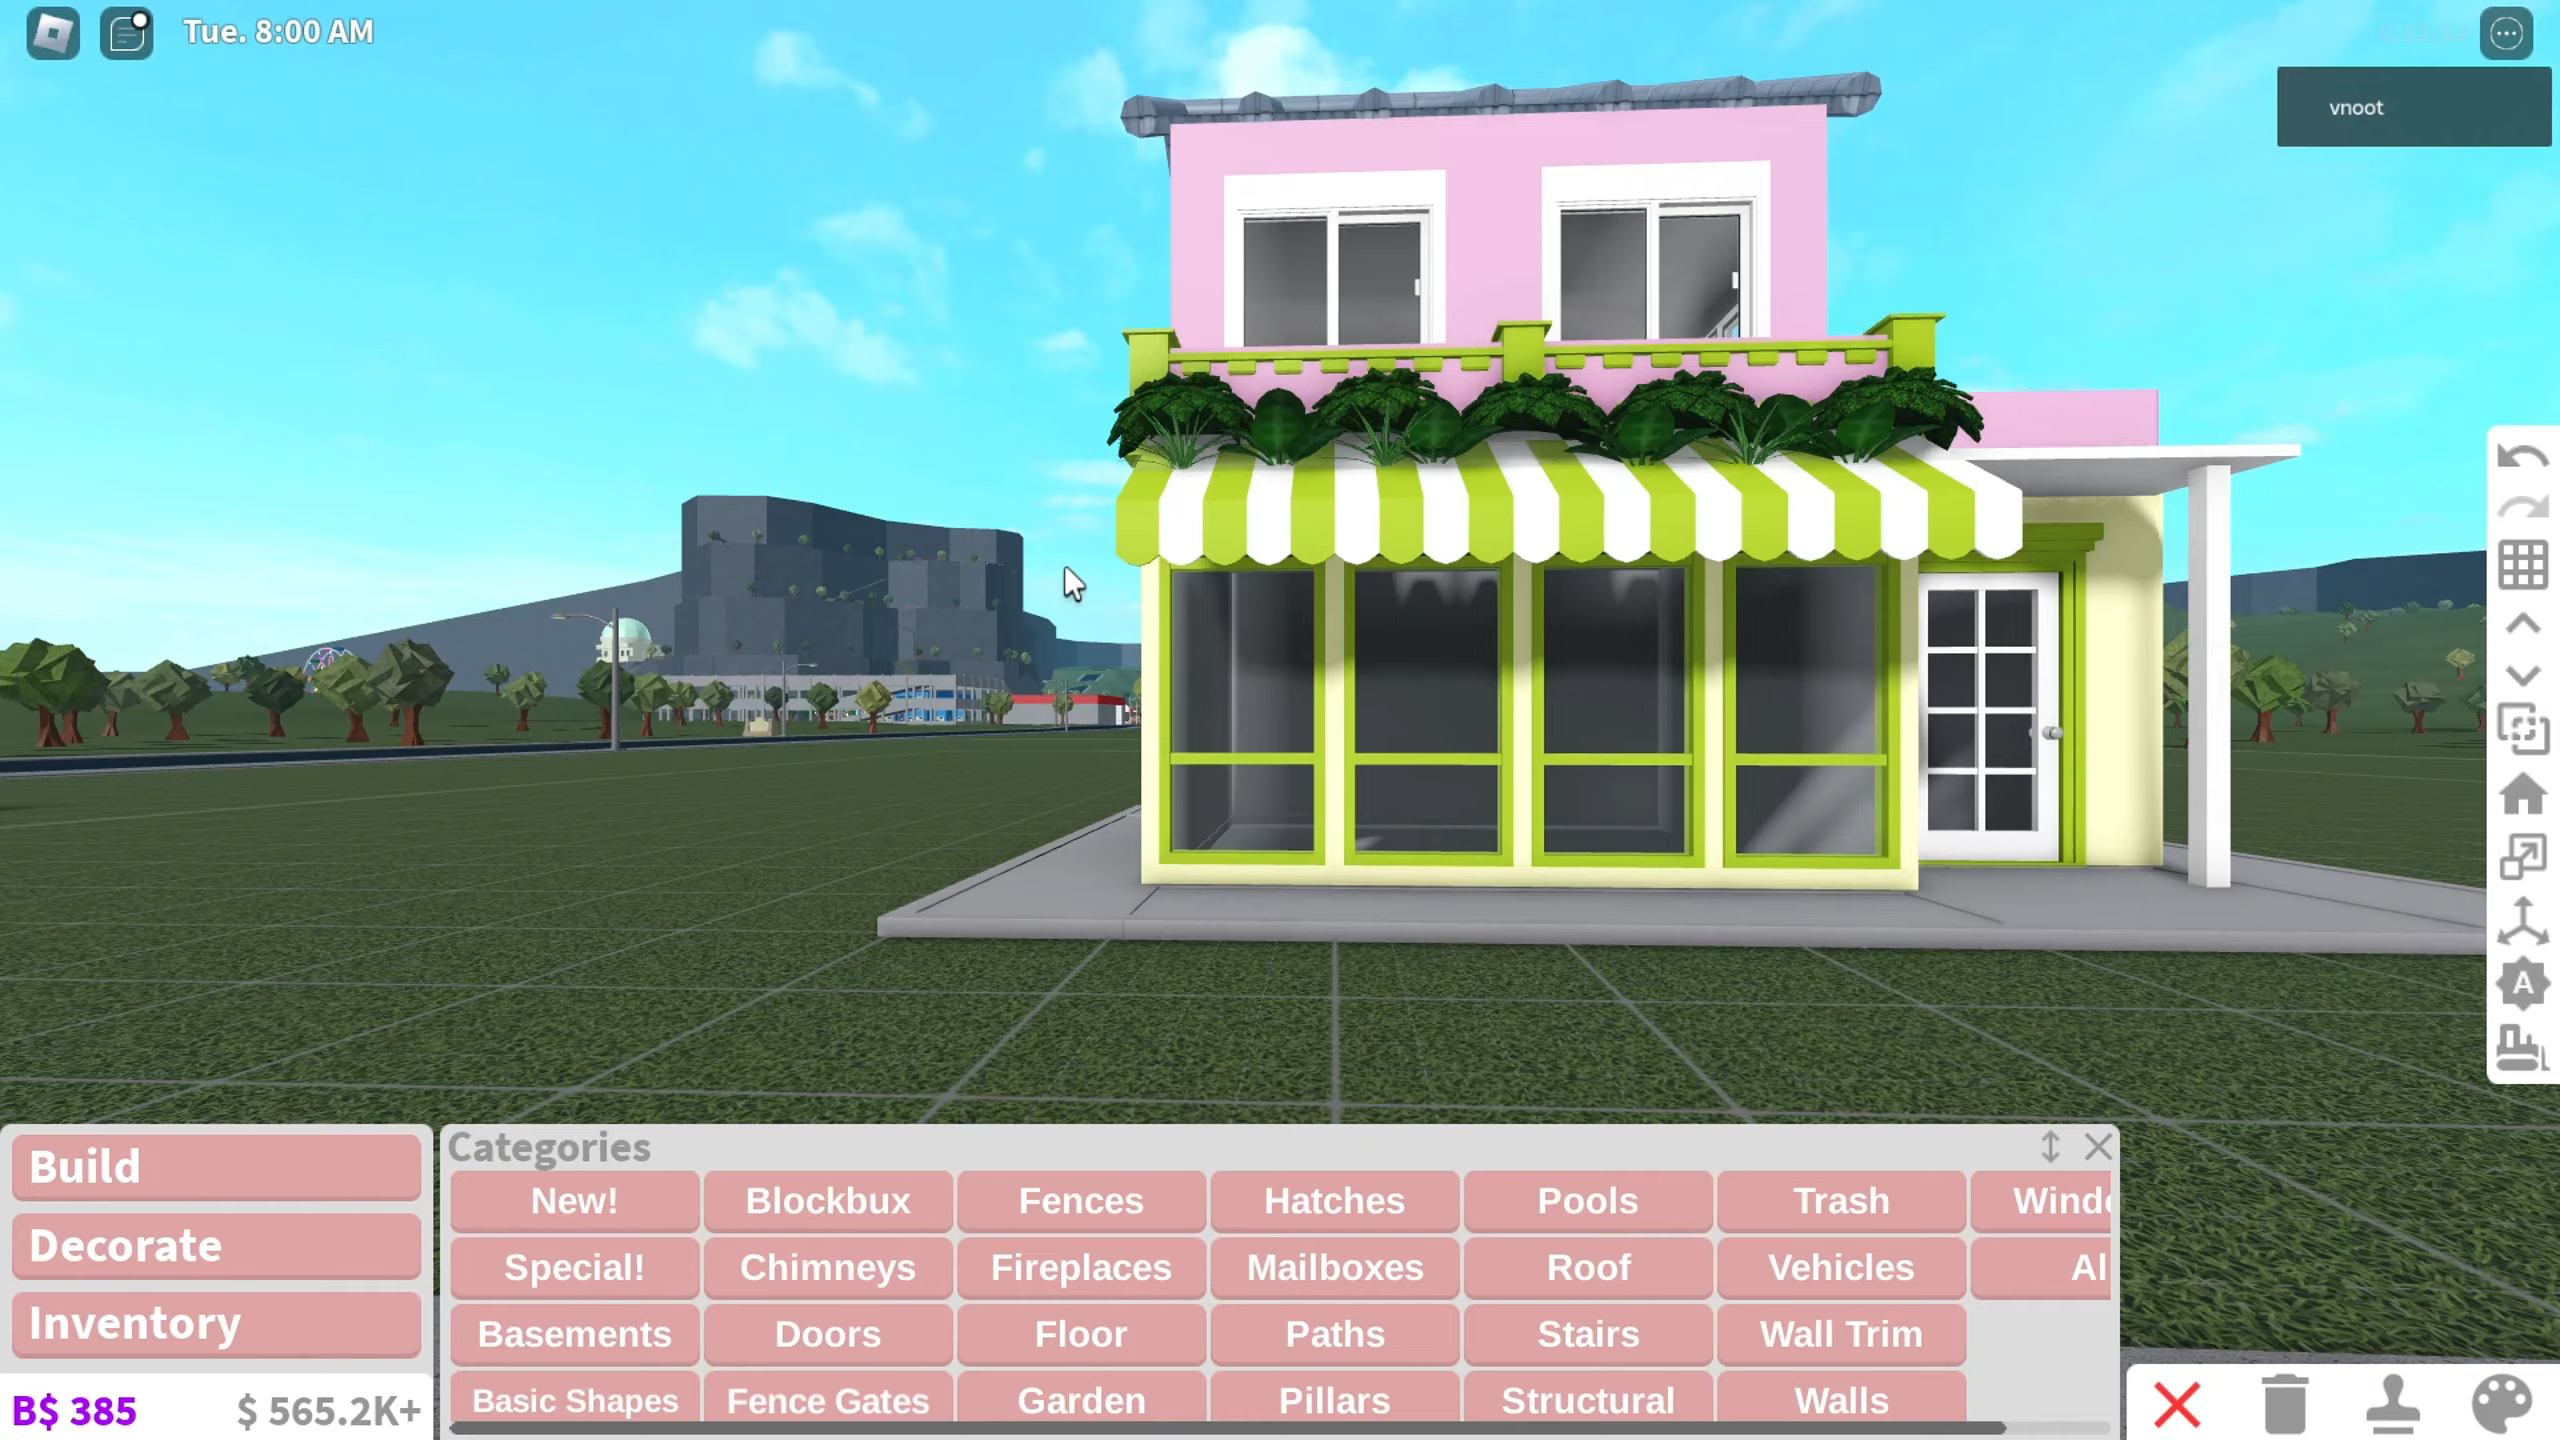 Tue. 8:00 AM
vnoot
Build
Decorate
Inventory
B$ 385
$ 565.2K+
Categories
New!
Blockbux
Fences
Hatches
Pools
Trash
Special!
Chimneys
Fireplaces
Mailboxes
Roof
Vehicles
Basements
Doors
Floor
Paths
Stairs
Wall Trim
Basic Shapes
Fence Gates
Garden
Pillars
Structural
Walls
A